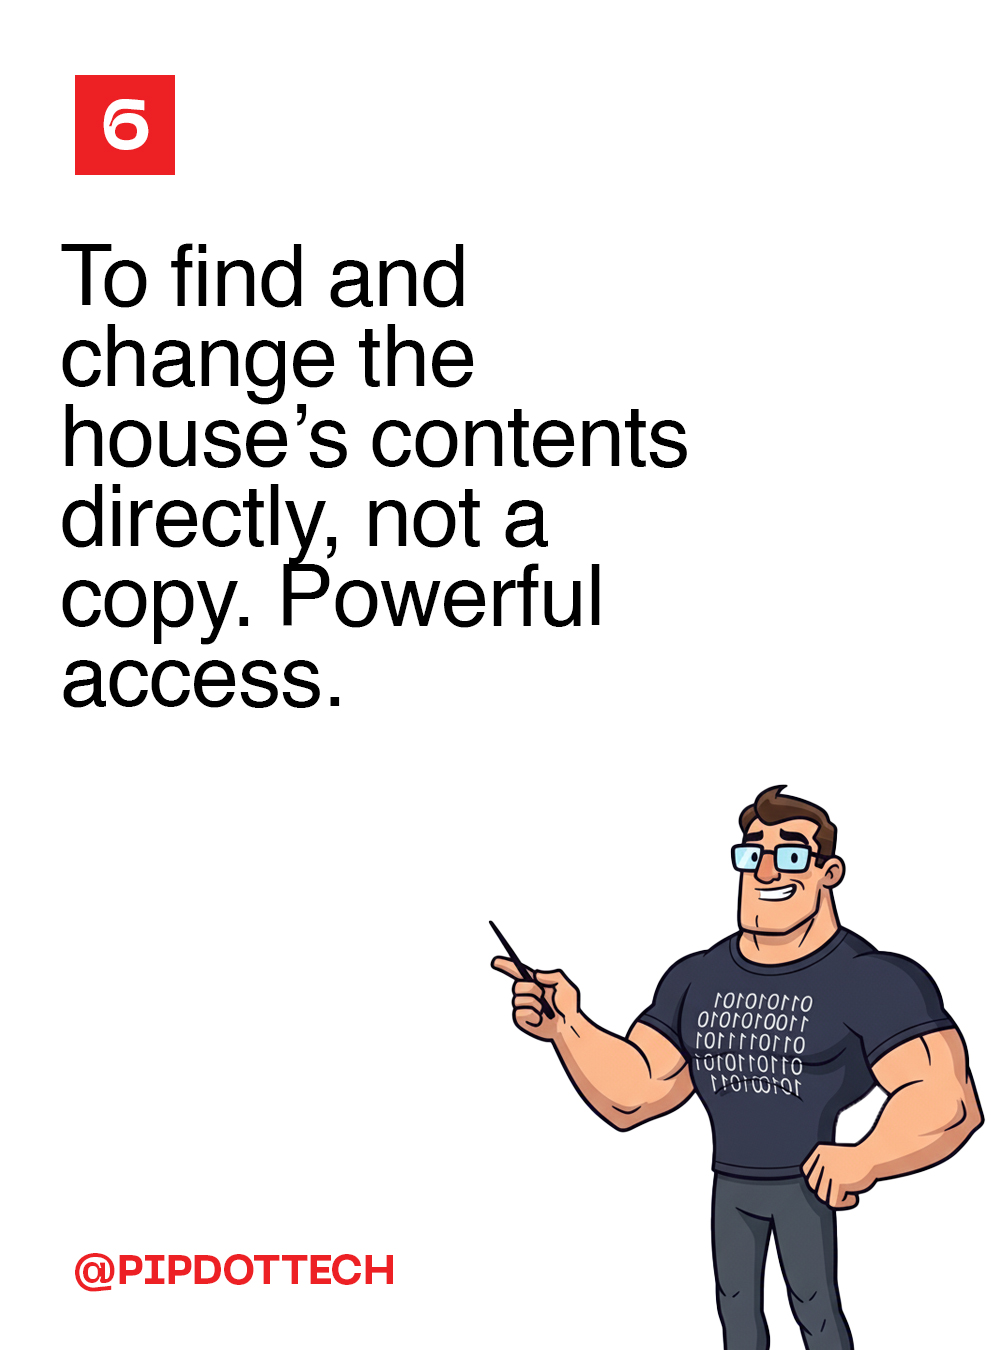 6
To find and
change the
house’s contents
directly, not a
copy. Powerful
access.
@PIPDOTTECH